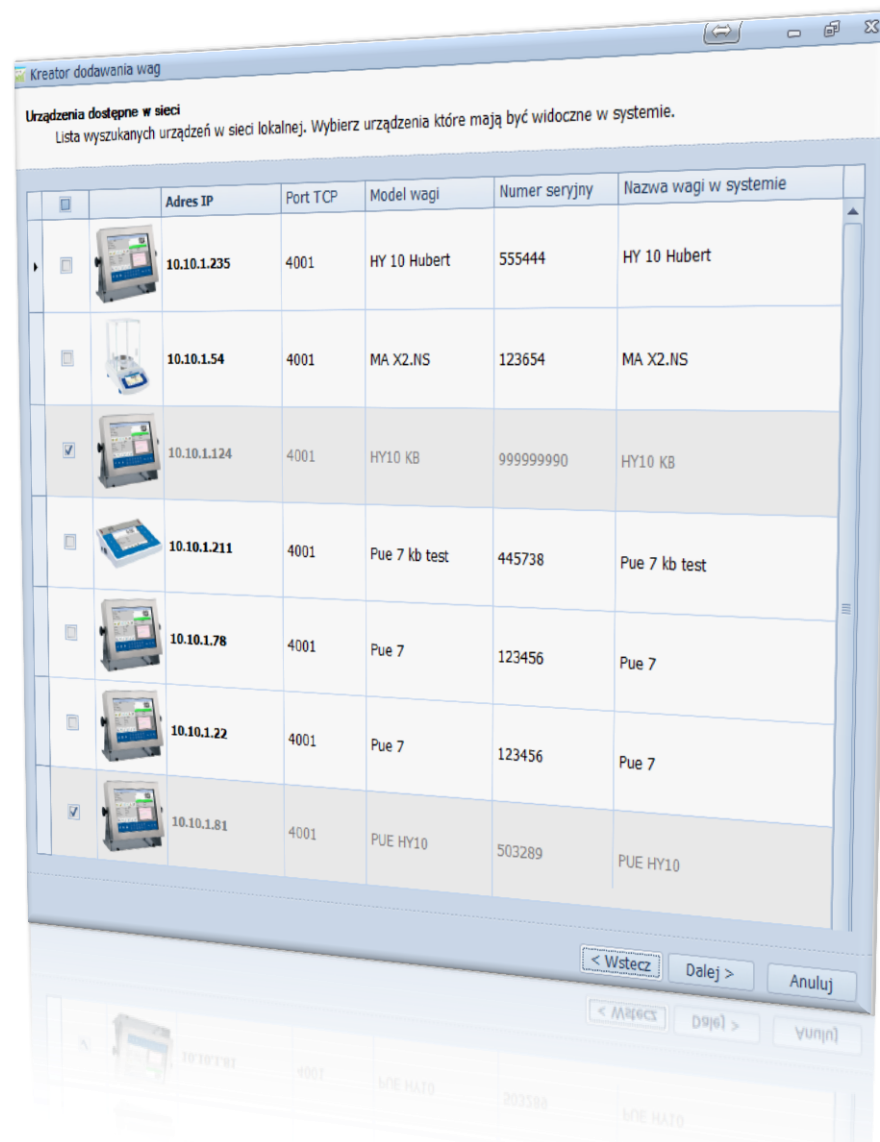 Kreator dodawania wag
Urządzenia dostępne w sieci
Lista wyszukanych urządzeń w sieci lokalnej. Wybierz urządzenia które mają być widoczne w systemie.
Adres IP Port TCP Model wagi Numer seryjny Nazwa wagi w systemie
10.10.1.235 4001 HY 10 Hubert 555444 HY 10 Hubert
10.10.1.54 4001 MA X2.NS 123654 MA X2.NS
10.10.1.124 4001 HY10 KB 999999990 HY10 KB
10.10.1.211 4001 Pue 7 kb test 445738 Pue 7 kb test
10.10.1.78 4001 Pue 7 123456 Pue 7
10.10.1.22 4001 Pue 7 123456 Pue 7
10.10.1.81 4001 PUE HY10 503289 PUE HY10
< Wstecz Dalej > Anuluj